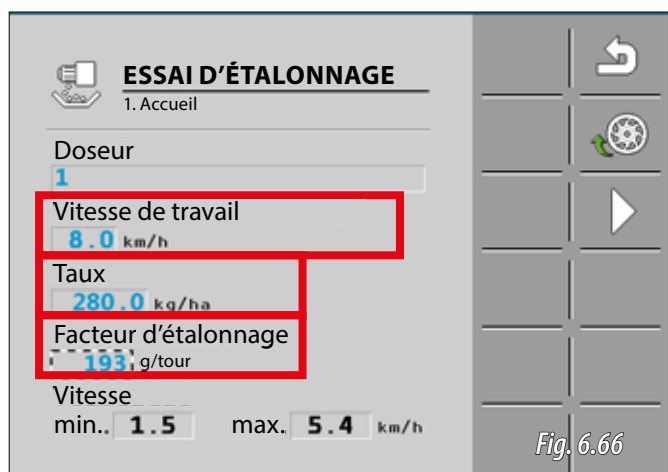 ESSAI D’ÉTALONNAGE
1. Accueil
Doseur
1
Vitesse de travail
8.0 km/h
Taux
280.0 kg/ha
Facteur d’étalonnage
193 g/tour
Vitesse
min.. 1.5 max. 5.4 km/h
Fig. 6.66